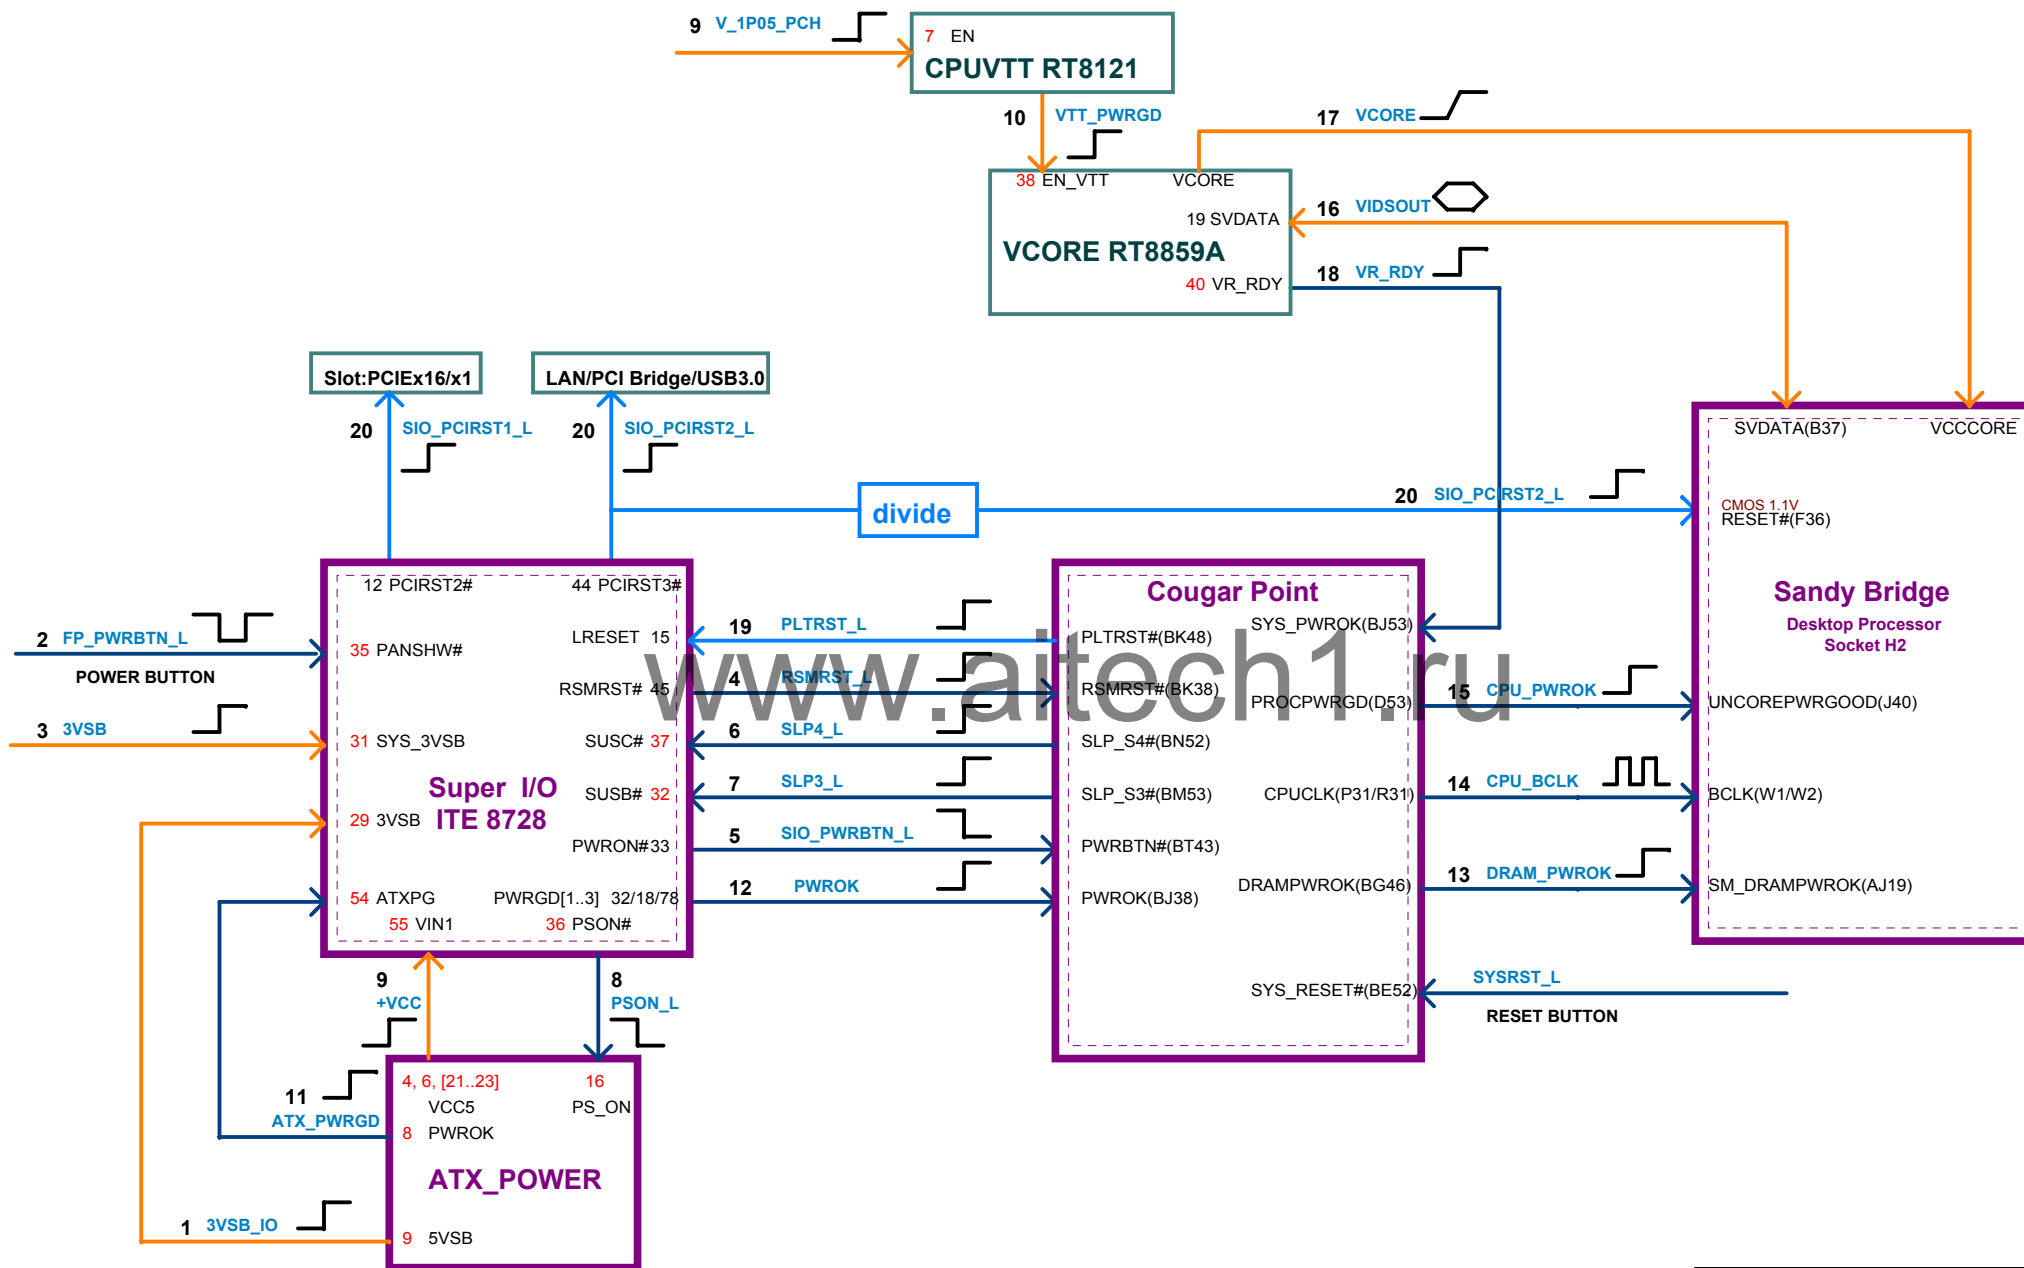 9 V_1P05_PCH
7 EN
CPUVTT RT8121
10 VTT_PWRGD
17 VCORE
38 EN_VTT VCORE
19 SVDATA
16 VIDSOUT
VCORE RT8859A
40 VR_RDY
18 VR_RDY
Slot:PCIEx16/x1
LAN/PCI Bridge/USB3.0
20 SIO_PCIRST1_L
20 SIO_PCIRST2_L
divide
20 SIO_PCIRST2_L
SVDATA(B37) VCCCORE
CMOS 1.1V
RESET#(F36)
Sandy Bridge
Desktop Processor
Socket H2
UNCOREPWRGOOD(J40)
BCLK(W1/W2)
SM_DRAMPWROK(AJ19)
12 PCIRST2# 44 PCIRST3#
2 FP_PWRBTN_L
POWER BUTTON
35 PANSHW#
LRESET 15
RSMRST# 45
3 3VSB
31 SYS_3VSB
SUSC# 37
Super I/O
ITE 8728
SUSB# 32
29 3VSB
PWRON#33
54 ATXPG
PWRGD[1..3] 32/18/78
55 VIN1
36 PSON#
19 PLTRST_L
4 RSMRST_L
6 SLP4_L
7 SLP3_L
5 SIO_PWRBTN_L
12 PWROK
Cougar Point
SYS_PWROK(BJ53)
PLTRST#(BK48)
RSMRST#(BK38)
PROCPWRGD(D53)
SLP_S4#(BN52)
SLP_S3#(BM53)
CPUCLK(P31/R31)
PWRBTN#(BT43)
DRAMPWROK(BG46)
PWROK(BJ38)
SYS_RESET#(BE52)
15 CPU_PWROK
14 CPU_BCLK
13 DRAM_PWROK
SYSRST_L
RESET BUTTON
www.aitech1.ru
9
+VCC
8
PSON_L
4, 6, [21..23] 16
VCC5 PS_ON
11
ATX_PWRGD
8 PWROK
ATX_POWER
1 3VSB_IO
9 5VSB